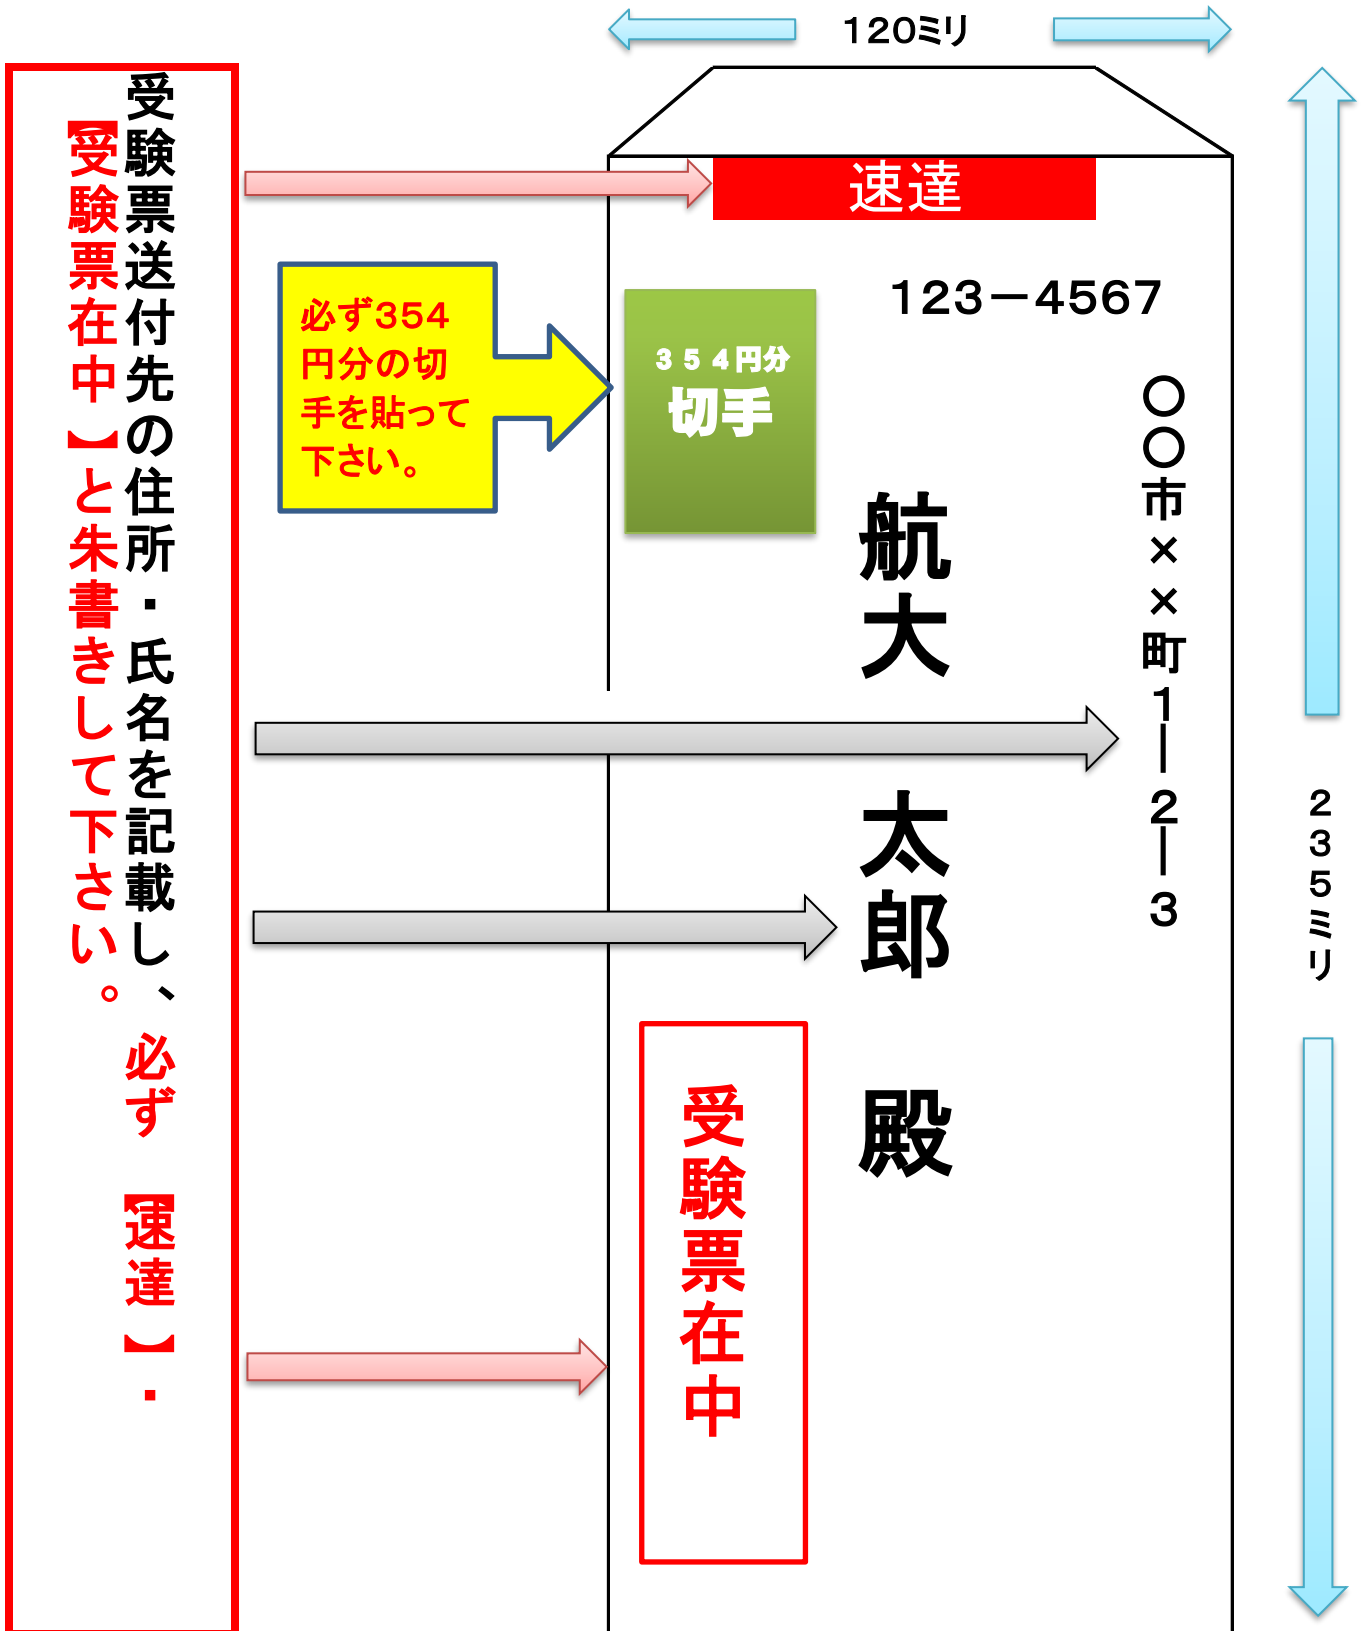 120ミリ
受験票送付先の住所・氏名を記載し、必ず 【速達】・
【受験票在中】と朱書きして下さい。
速達
必ず354
円分の切
手を貼って
下さい。
354円分
切手
123－4567
〇〇市××町1―2―3
航大 太郎 殿
受験票在中
235ミリ